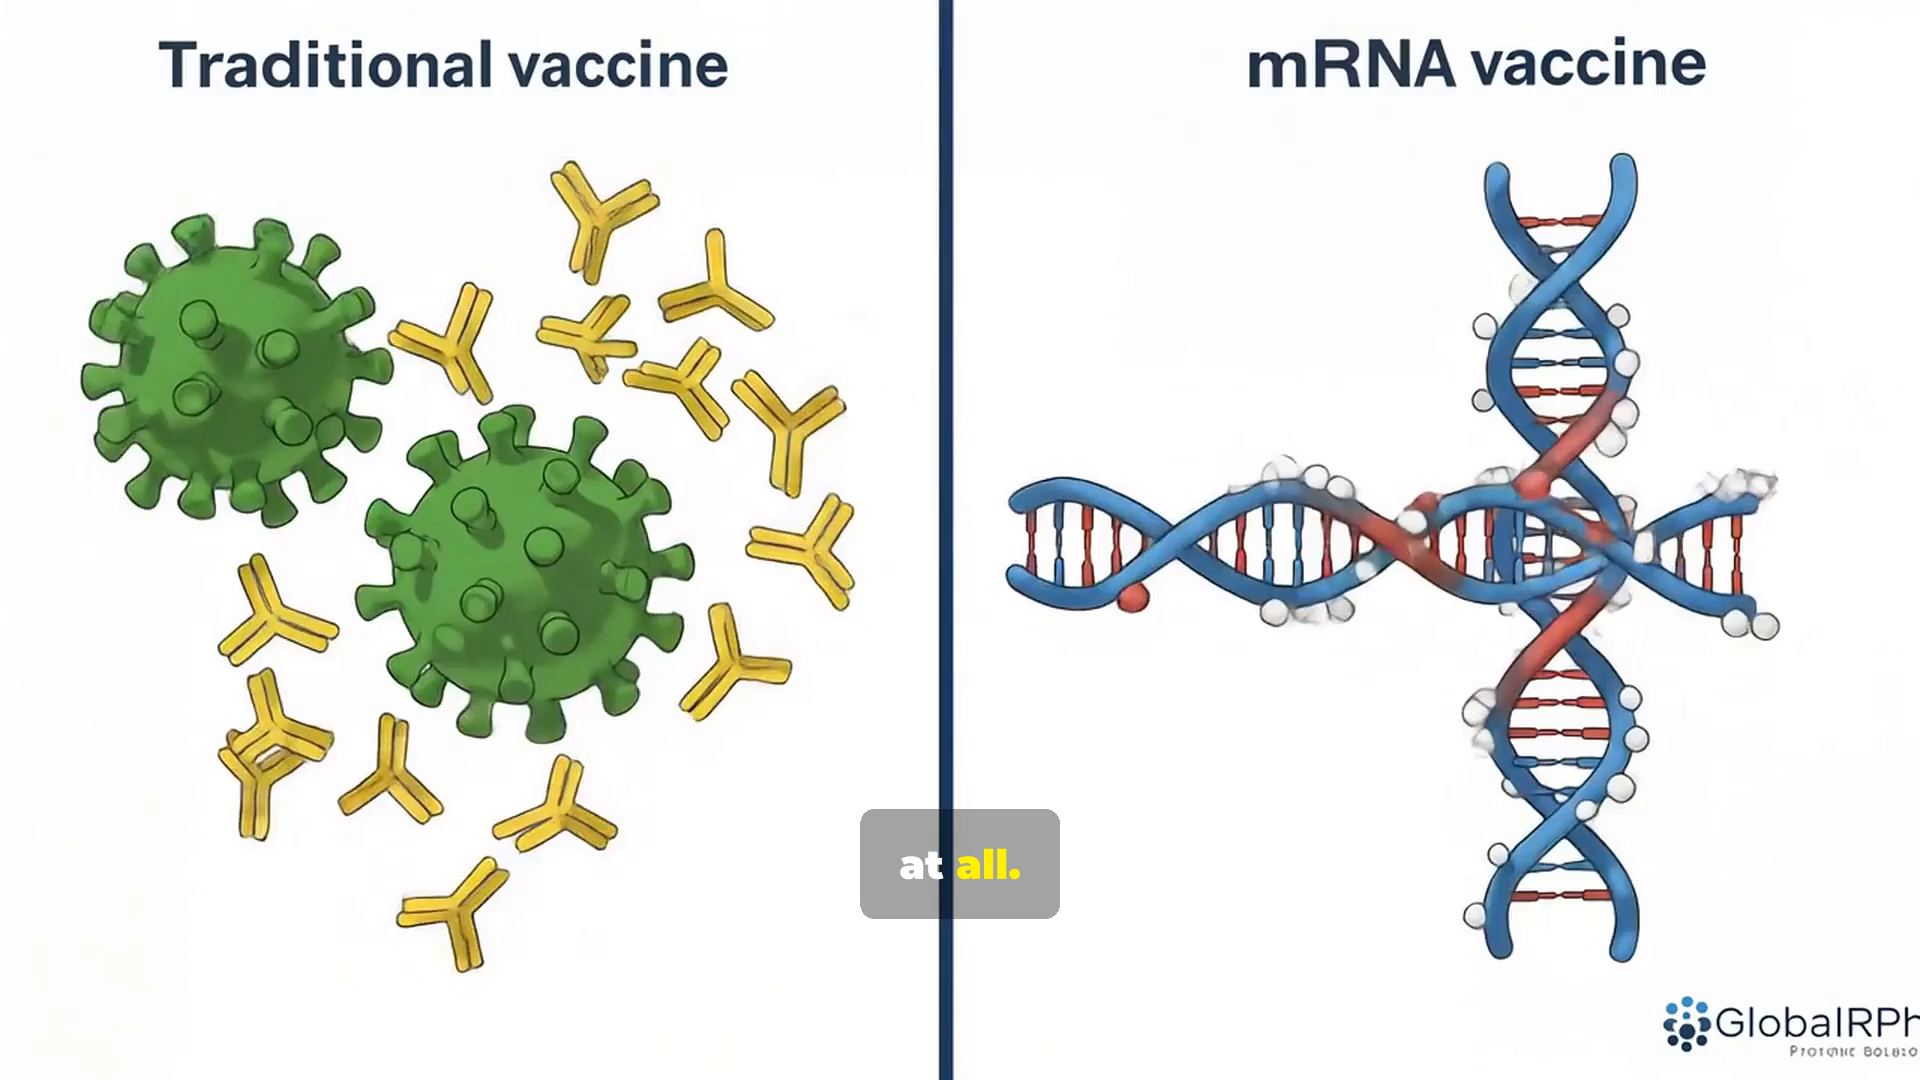 Traditional vaccine
mRNA vaccine
at all.
GlobalRPh